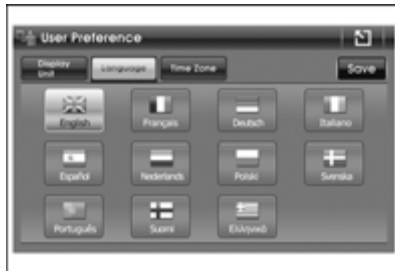 User Preference
Display Unit
Language
Time Zone
Save
English
Français
Deutsch
Italiano
Español
Nederlands
Polski
Svenska
Português
Suomi
Ελληνικά